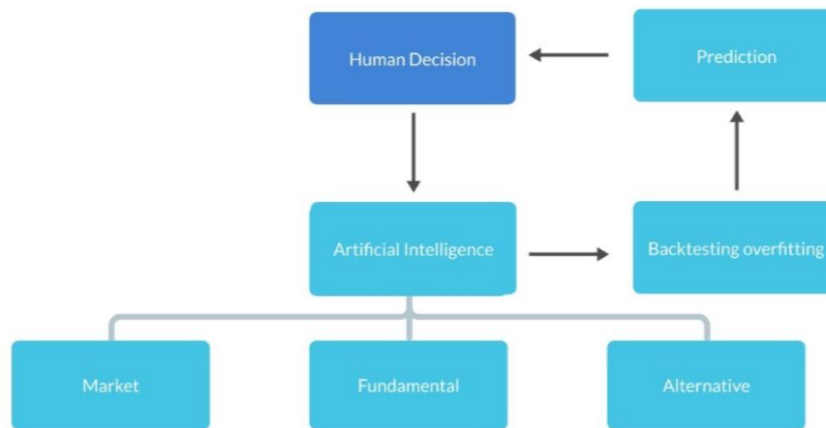 Human Decision
Prediction
Artificial Intelligence
Backtesting overfitting
Market
Fundamental
Alternative